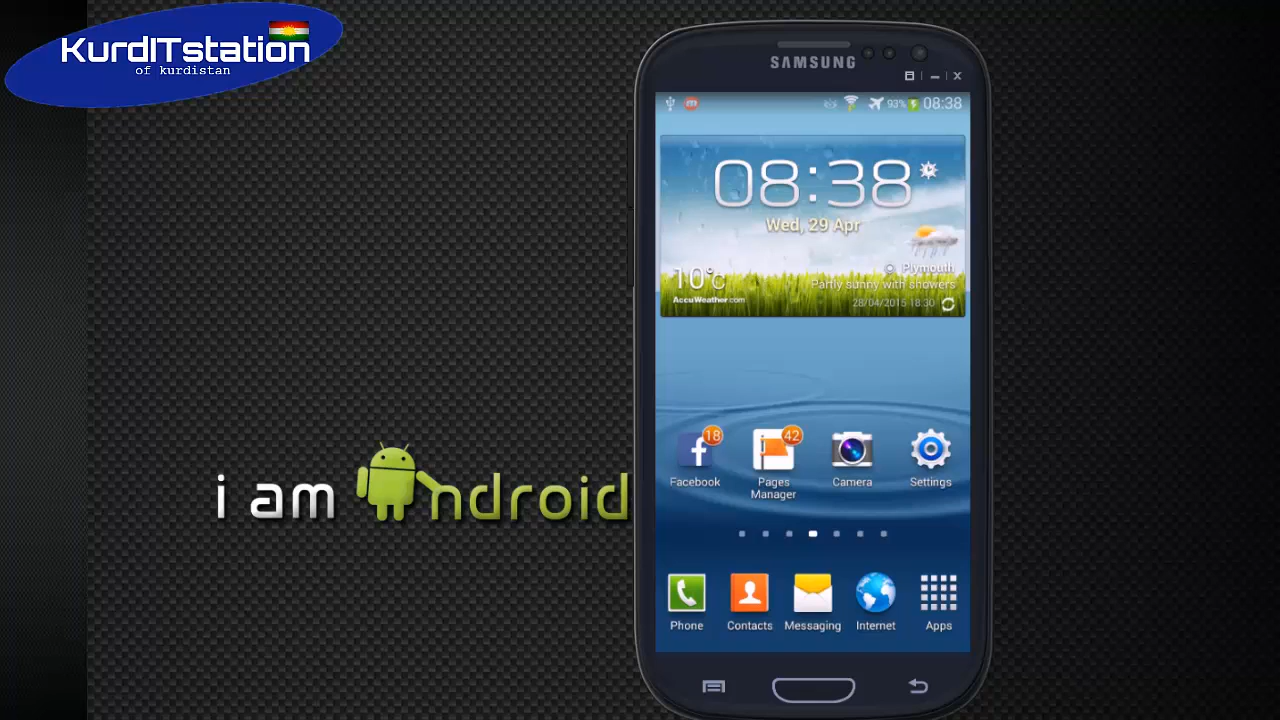 KurdITstation
of kurdistan
SAMSUNG
93% 08:38
08:38
Wed, 29 Apr
10°C
Plymouth
Partly sunny with showers
AccuWeather.com
28/04/2015 18:30
18
42
Facebook
Pages
Manager
Camera
Settings
i am ndroid
Phone
Contacts
Messaging
Internet
Apps